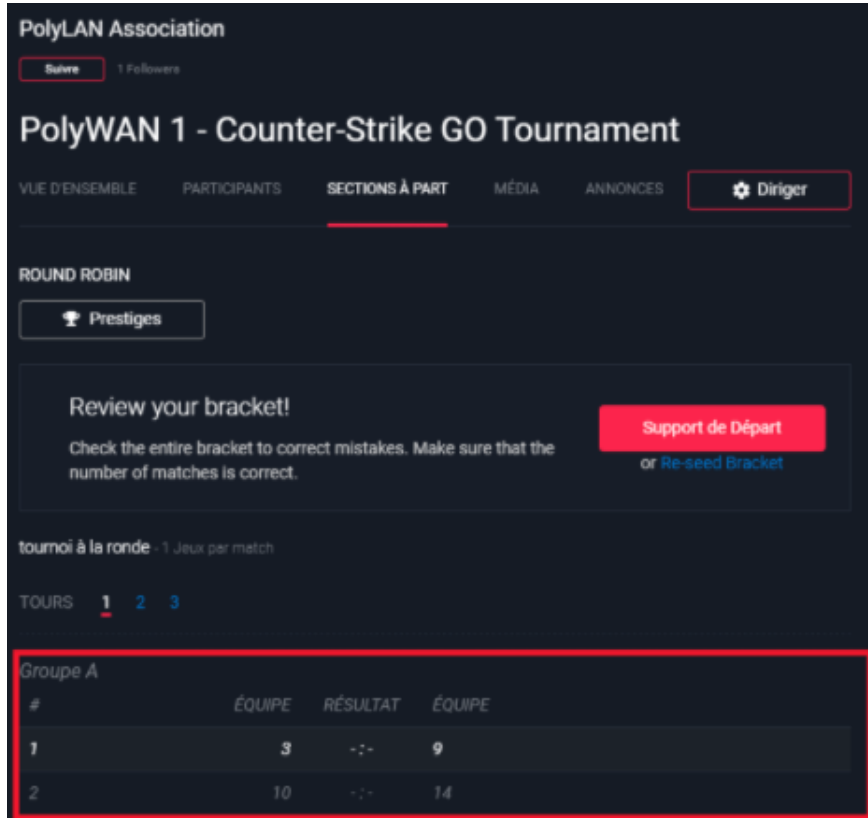 PolyLAN Association
Suivre 1 Followers
PolyWAN 1 - Counter-Strike GO Tournament
VUE D'ENSEMBLE PARTICIPANTS SECTIONS À PART MÉDIA ANNONCES Diriger
ROUND ROBIN
Prestiges
Review your bracket!
Check the entire bracket to correct mistakes. Make sure that the
number of matches is correct.
Support de Départ
or Re-seed Bracket
tournoi à la ronde - 1 Jeux par match
TOURS 1 2 3
Groupe A
# ÉQUIPE RÉSULTAT ÉQUIPE
1 3 -:- 9
2 10 -:- 14